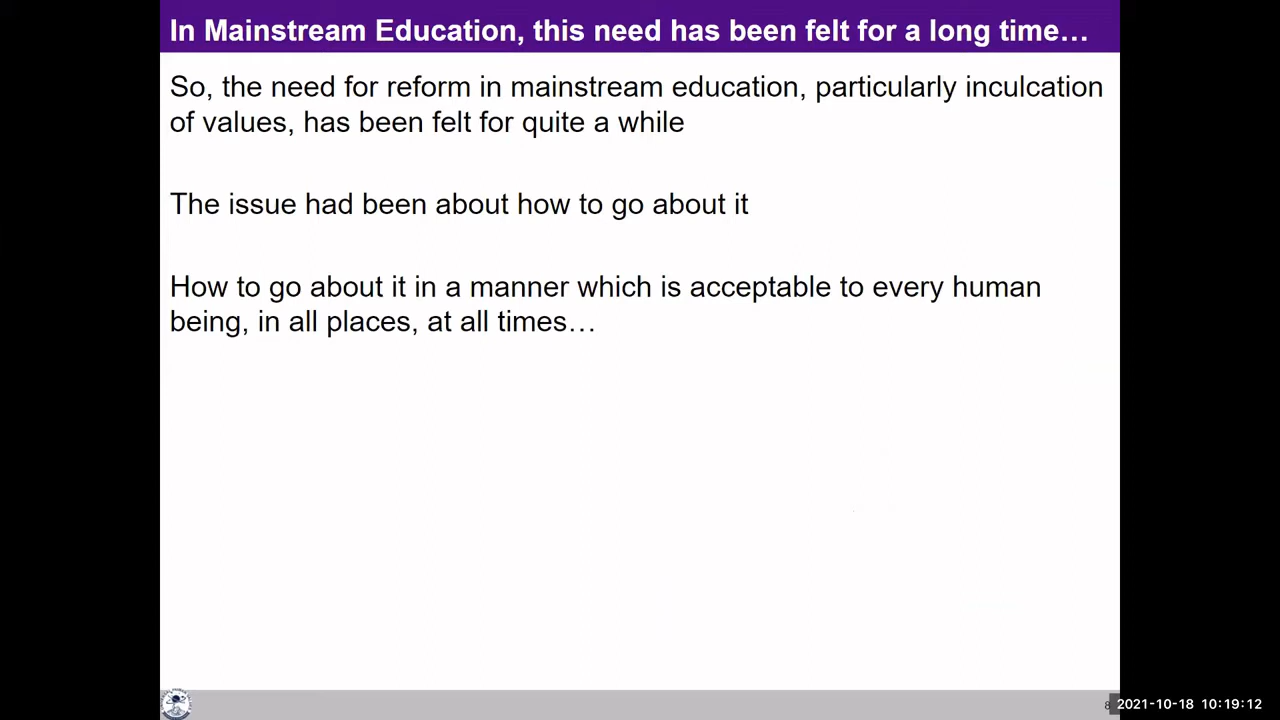 In Mainstream Education, this need has been felt for a long time…
So, the need for reform in mainstream education, particularly inculcation
of values, has been felt for quite a while
The issue had been about how to go about it
How to go about it in a manner which is acceptable to every human
being, in all places, at all times…
2021-10-18 10:19:12